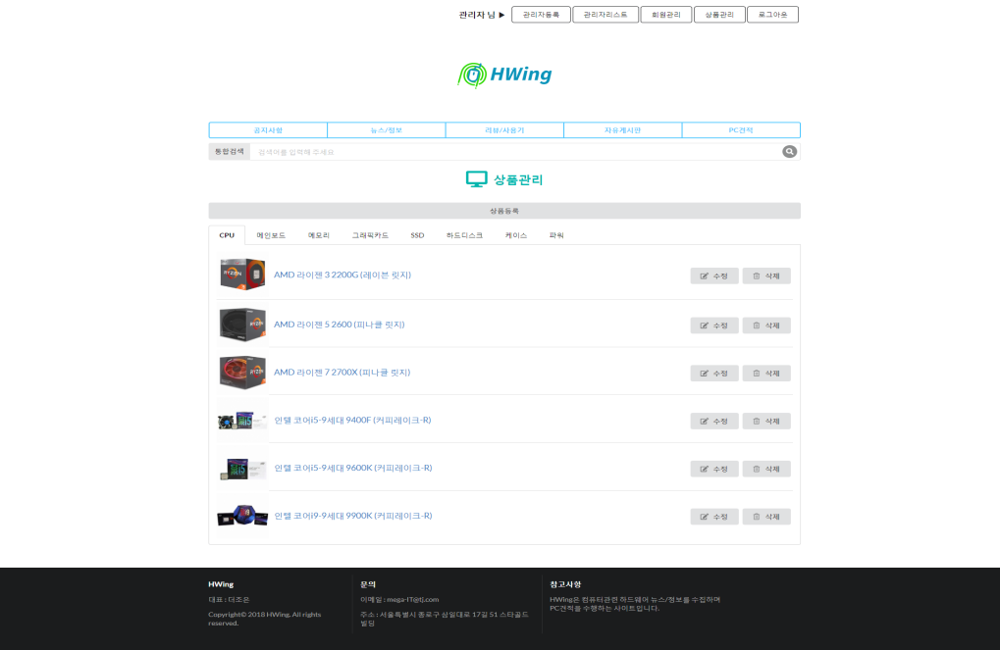 관리자 님 ▶ 관리자등록 관리자리스트 회원관리 상품관리 로그아웃
HWing
공지사항 뉴스/정보 리뷰/사용기 자유게시판 PC견적
통합검색 검색어를 입력해 주세요
상품관리
상품등록
CPU 메인보드 메모리 그래픽카드 SSD 하드디스크 케이스 파워
AMD 라이젠 3 2200G (레이븐 릿지) 수정 삭제
AMD 라이젠 5 2600 (피나클 릿지) 수정 삭제
AMD 라이젠 7 2700X (피나클 릿지) 수정 삭제
인텔 코어i5-9세대 9400F (커피레이크-R) 수정 삭제
인텔 코어i5-9세대 9600K (커피레이크-R) 수정 삭제
인텔 코어i9-9세대 9900K (커피레이크-R) 수정 삭제
HWing
대표 : 더조은
Copyright© 2018 HWing. All rights
reserved.
문의
이메일 : mega-IT@tj.com
주소 : 서울특별시 종로구 삼일대로 17길 51 스타골드
빌딩
참고사항
HWing은 컴퓨터관련 하드웨어 뉴스/정보를 수집하며
PC견적을 수행하는 사이트입니다.